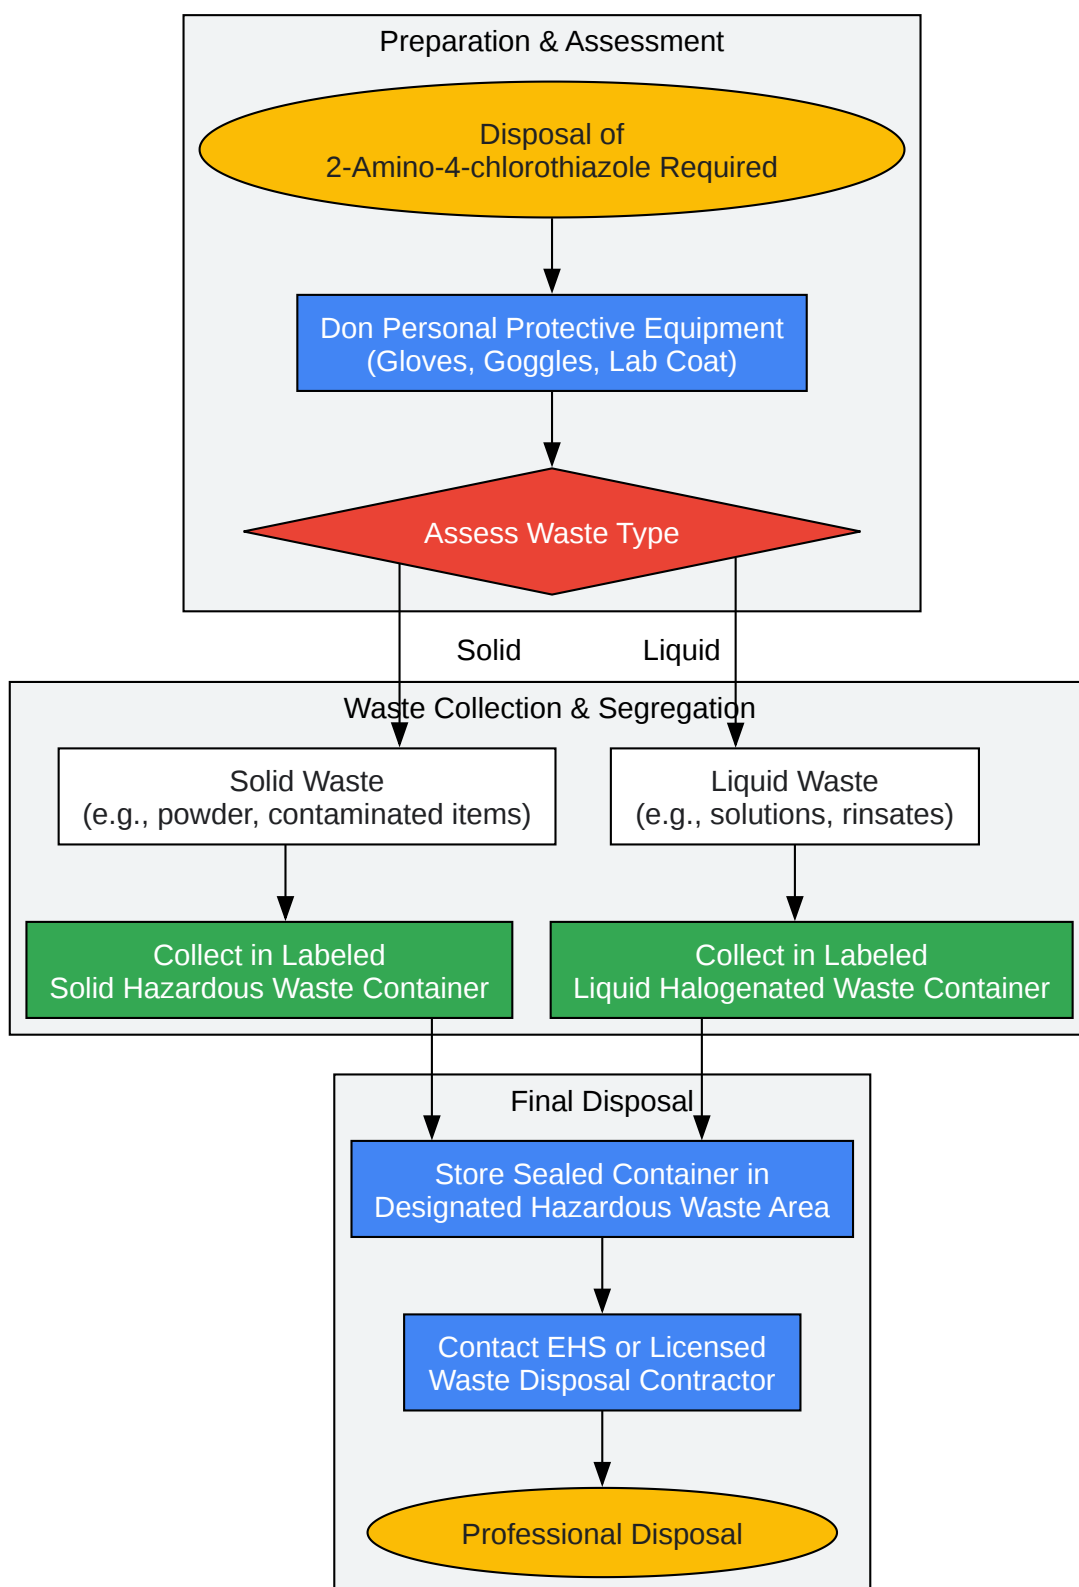 Preparation & Assessment
Disposal of
2-Amino-4-chlorothiazole Required
Don Personal Protective Equipment
(Gloves, Goggles, Lab Coat)
Assess Waste Type
Solid
Liquid
Waste Collection & Segregation
Solid Waste
(e.g., powder, contaminated items)
Liquid Waste
(e.g., solutions, rinsates)
Collect in Labeled
Solid Hazardous Waste Container
Collect in Labeled
Liquid Halogenated Waste Container
Final Disposal
Store Sealed Container in
Designated Hazardous Waste Area
Contact EHS or Licensed
Waste Disposal Contractor
Professional Disposal